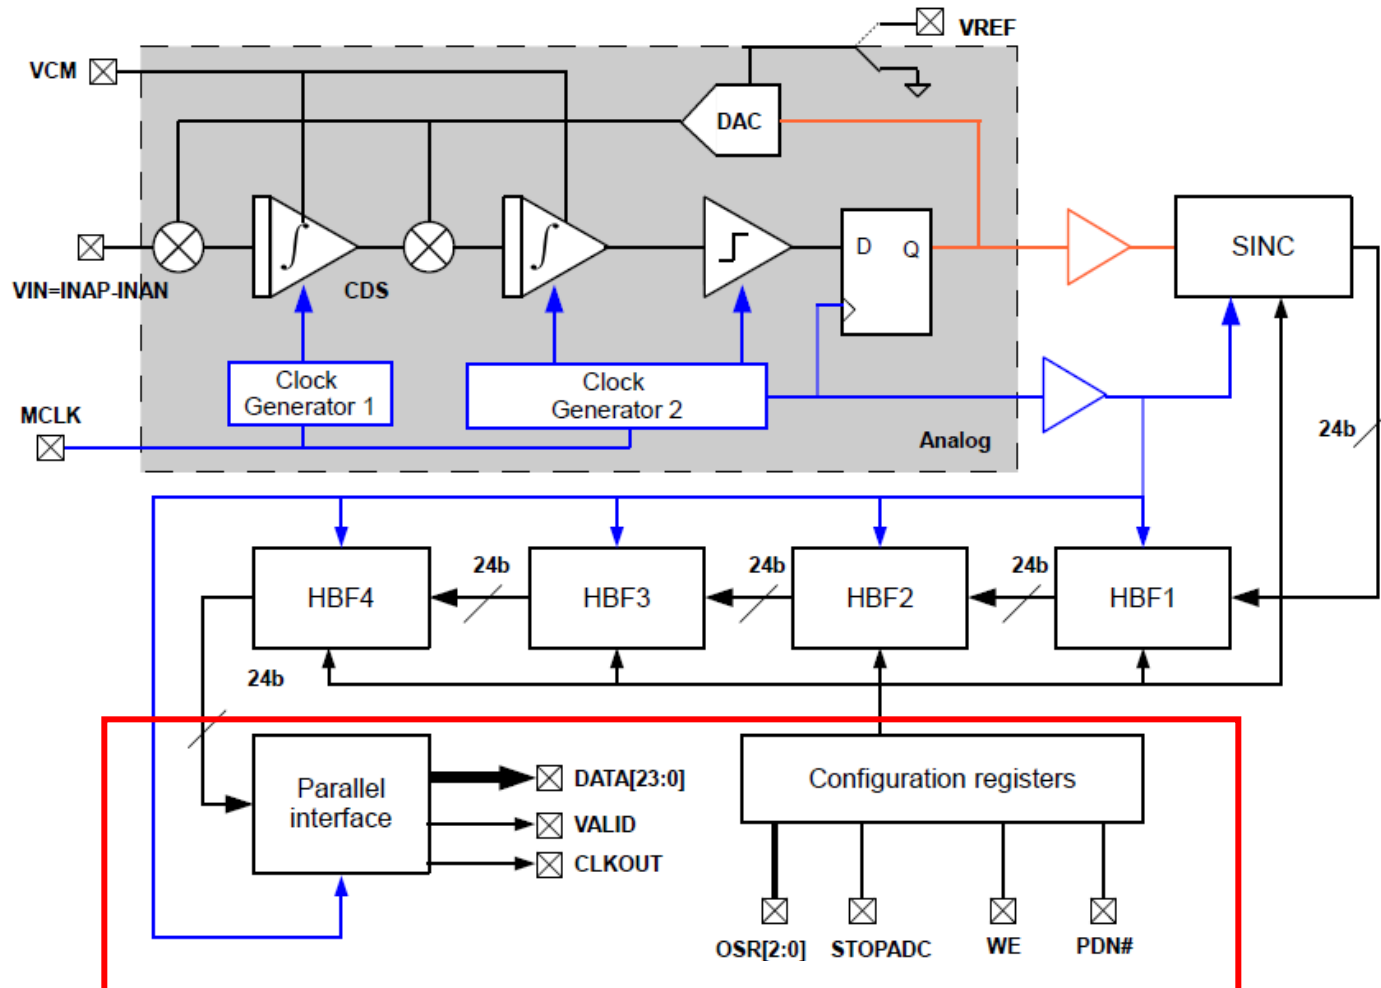 VREF
VCM
DAC
D
Q
SINC
VIN=INAP-INAN
CDS
Clock
Generator 1
Clock
Generator 2
MCLK
Analog
24b
24b
24b
24b
HBF4
HBF3
HBF2
HBF1
24b
Parallel
interface
DATA[23:0]
VALID
CLKOUT
Configuration registers
OSR[2:0]
STOPADC
WE
PDN#